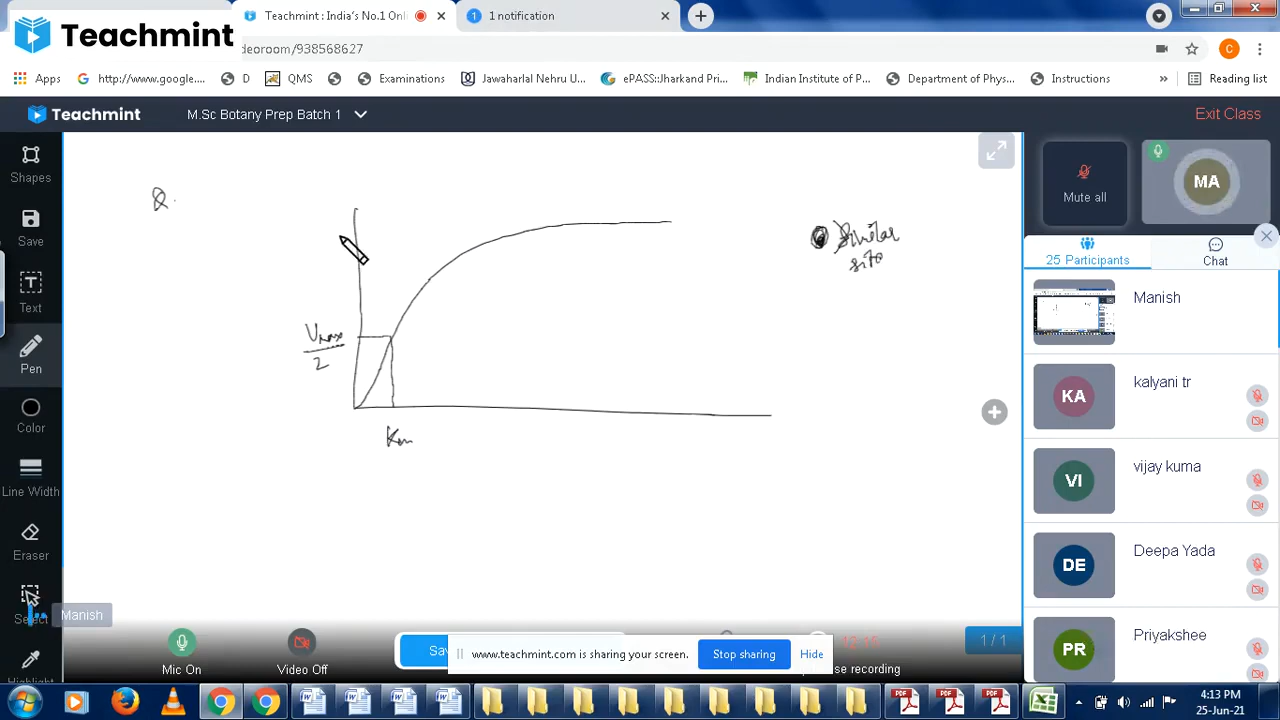 Teachmint : India's No.1 Onli
1 notification
Teachmint
deoroom/938568627
C
Apps
http://www.google....
D
QMS
Examinations
Jawaharlal Nehru U...
ePASS::Jharkand Pri...
Indian Institute of P...
Department of Phys...
Instructions
»
Reading list
Teachmint
M.Sc Botany Prep Batch 1
Exit Class
Shapes
Save
Text
Pen
Color
Line Width
Eraser
Select
Q.
Vmax
2
Km
Similar
site
Mute all
MA
25 Participants
Chat
Manish
KA
kalyani tr
VI
vijay kuma
DE
Deepa Yada
PR
Priyakshee
Manish
Mic On
Video Off
www.teachmint.com is sharing your screen.
Stop sharing
Hide
1 / 1
4:13 PM
25-Jun-21